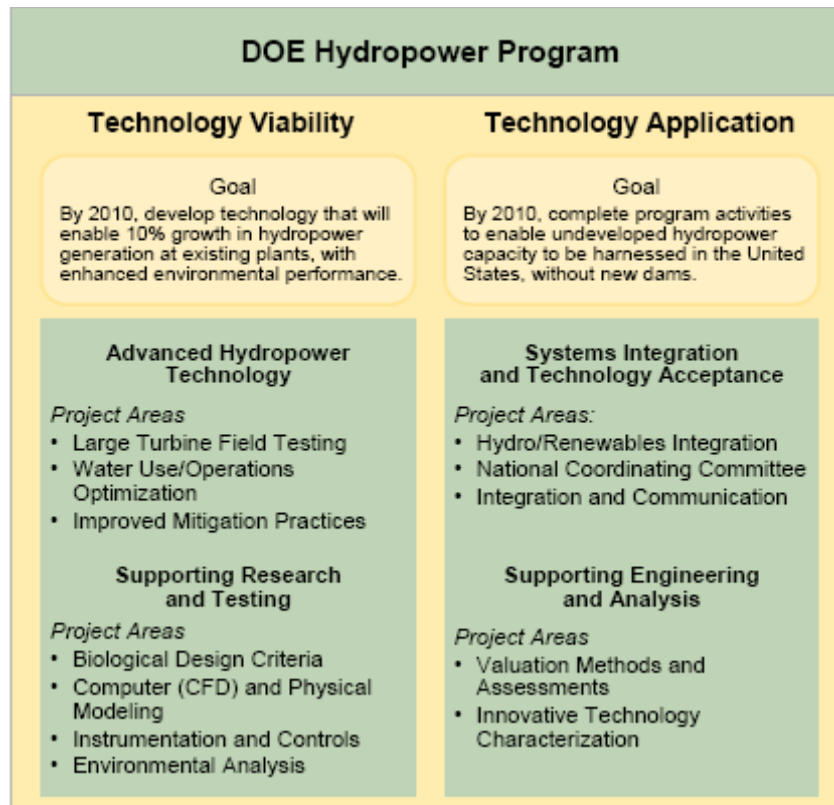 DOE Hydropower Program
Technology Viability
Goal
By 2010, develop technology that will
enable 10% growth in hydropower
generation at existing plants, with
enhanced environmental performance.
Advanced Hydropower
Technology
Project Areas
• Large Turbine Field Testing
• Water Use/Operations
Optimization
• Improved Mitigation Practices
Supporting Research
and Testing
Project Areas
• Biological Design Criteria
• Computer (CFD) and Physical
Modeling
• Instrumentation and Controls
• Environmental Analysis
Technology Application
Goal
By 2010, complete program activities
to enable undeveloped hydropower
capacity to be harnessed in the United
States, without new dams.
Systems Integration
and Technology Acceptance
Project Areas:
• Hydro/Renewables Integration
• National Coordinating Committee
• Integration and Communication
Supporting Engineering
and Analysis
Project Areas
• Valuation Methods and
Assessments
• Innovative Technology
Characterization